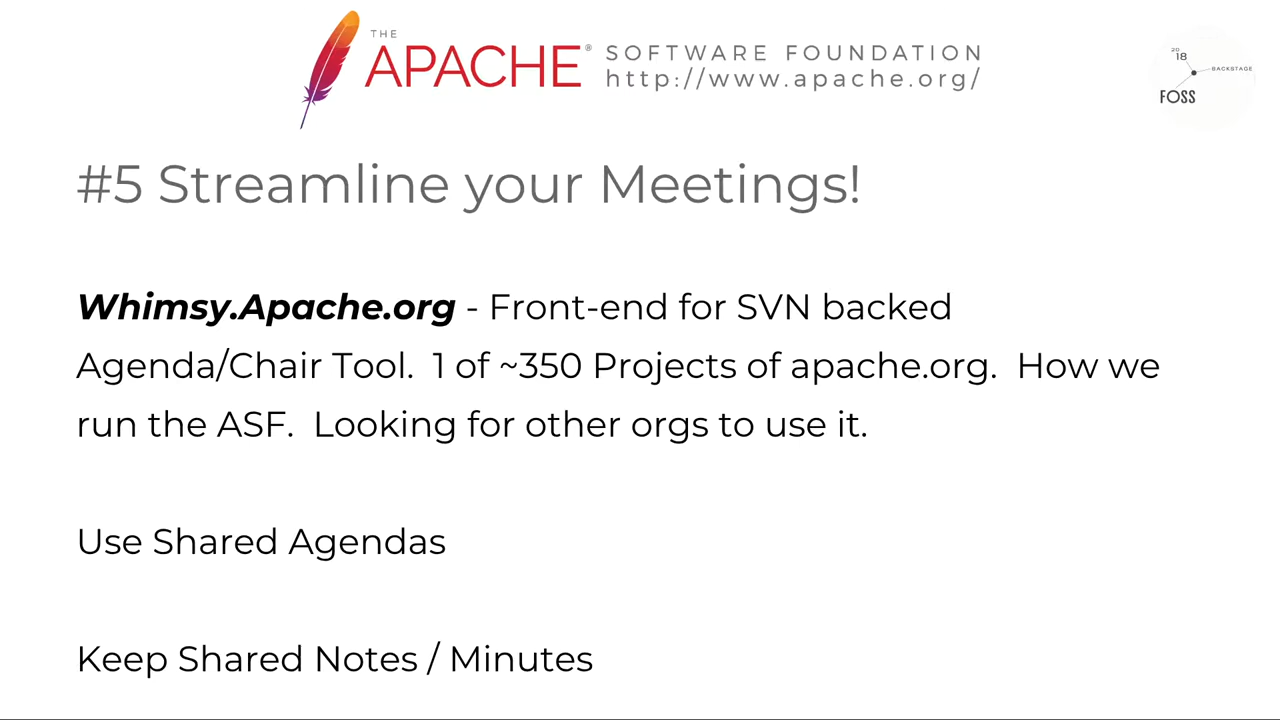 THE
APACHE® SOFTWARE FOUNDATION
http://www.apache.org/
20
18
BACKSTAGE
FOSS
#5 Streamline your Meetings!
Whimsy.Apache.org - Front-end for SVN backed
Agenda/Chair Tool.  1 of ~350 Projects of apache.org.  How we
run the ASF.  Looking for other orgs to use it.
Use Shared Agendas
Keep Shared Notes / Minutes